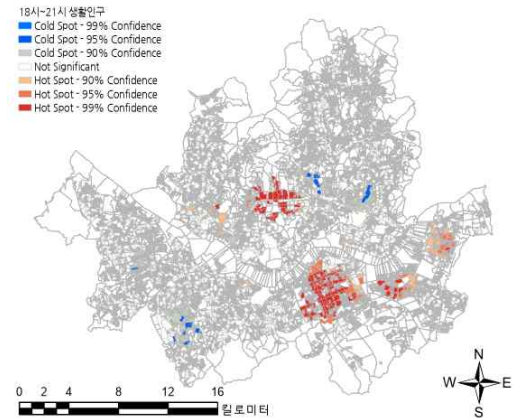 18시~21시 생활인구
Cold Spot - 99% Confidence
Cold Spot - 95% Confidence
Cold Spot - 90% Confidence
Not Significant
Hot Spot - 90% Confidence
Hot Spot - 95% Confidence
Hot Spot - 99% Confidence
N
W E
S
0 2 4 8 12 16
킬로미터